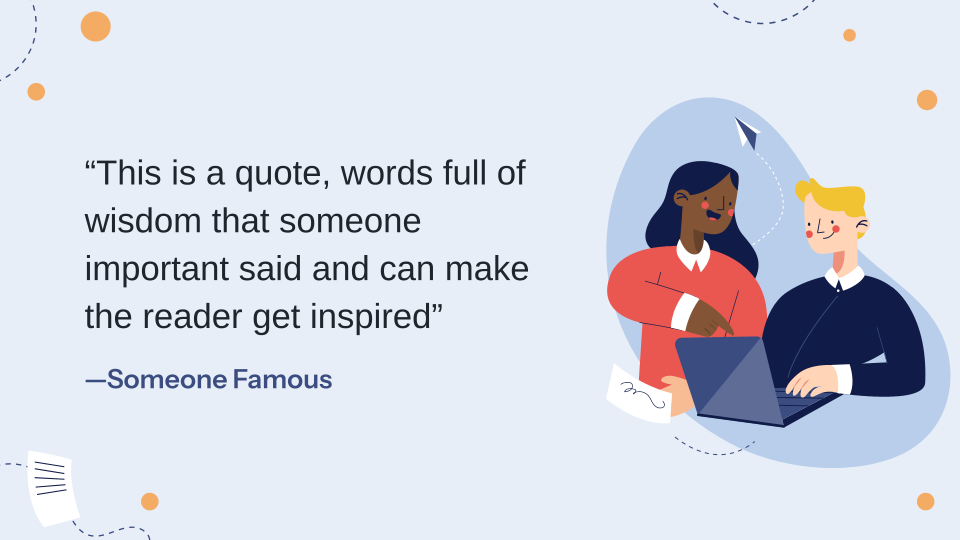 “This is a quote, words full of
wisdom that someone
important said and can make
the reader get inspired”
—Someone Famous